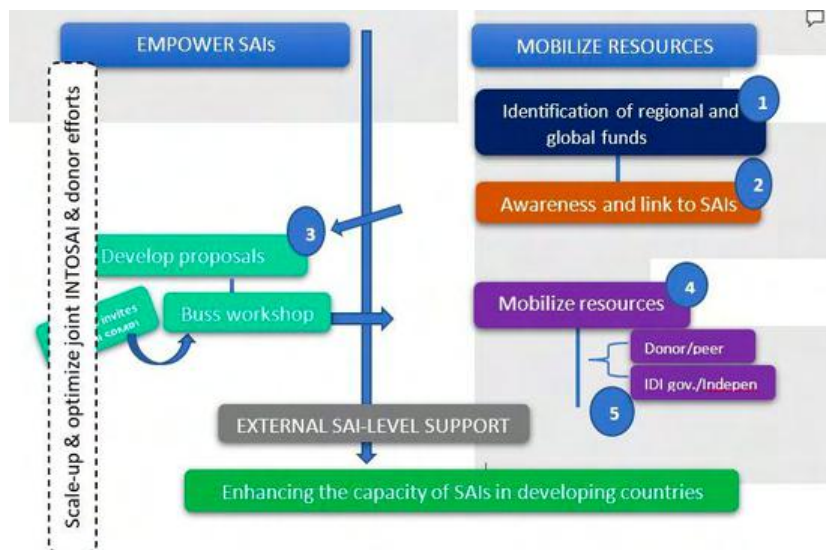 EMPOWER SAIs
MOBILIZE RESOURCES
Scale-up & optimize joint INTOSAI & donor efforts
1
Identification of regional and
global funds
2
Awareness and link to SAIs
3
Develop proposals
invites
Buss workshop
4
Mobilize resources
Donor/peer
IDI gov./Indepen
5
EXTERNAL SAI-LEVEL SUPPORT
Enhancing the capacity of SAIs in developing countries